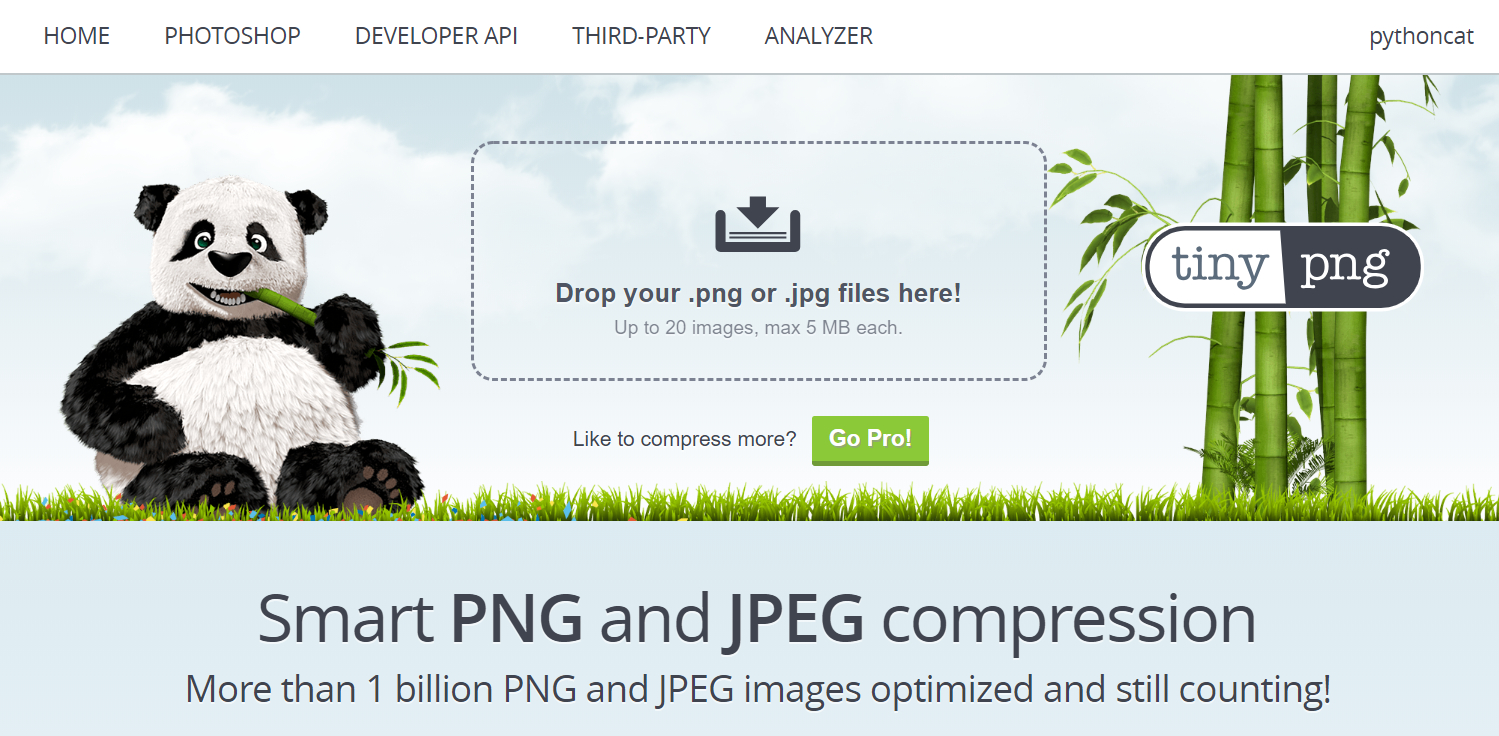 HOME PHOTOSHOP DEVELOPER API THIRD-PARTY ANALYZER pythoncat
tiny png
Drop your .png or .jpg files here!
Up to 20 images, max 5 MB each.
Like to compress more? Go Pro!
Smart PNG and JPEG compression
More than 1 billion PNG and JPEG images optimized and still counting!